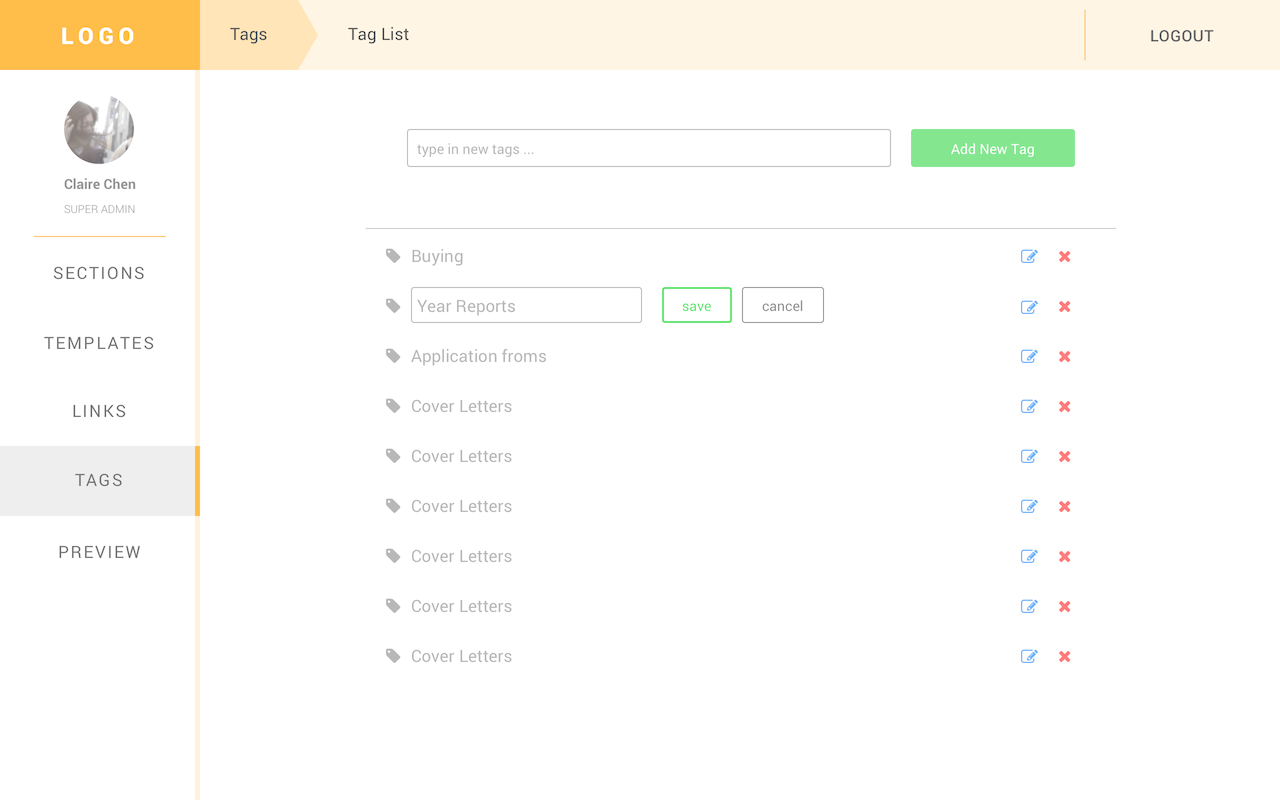 LOGO
Tags
Tag List
LOGOUT
Claire Chen
SUPER ADMIN
SECTIONS
TEMPLATES
LINKS
TAGS
PREVIEW
type in new tags ...
Add New Tag
Buying
Year Reports
save
cancel
Application froms
Cover Letters
Cover Letters
Cover Letters
Cover Letters
Cover Letters
Cover Letters